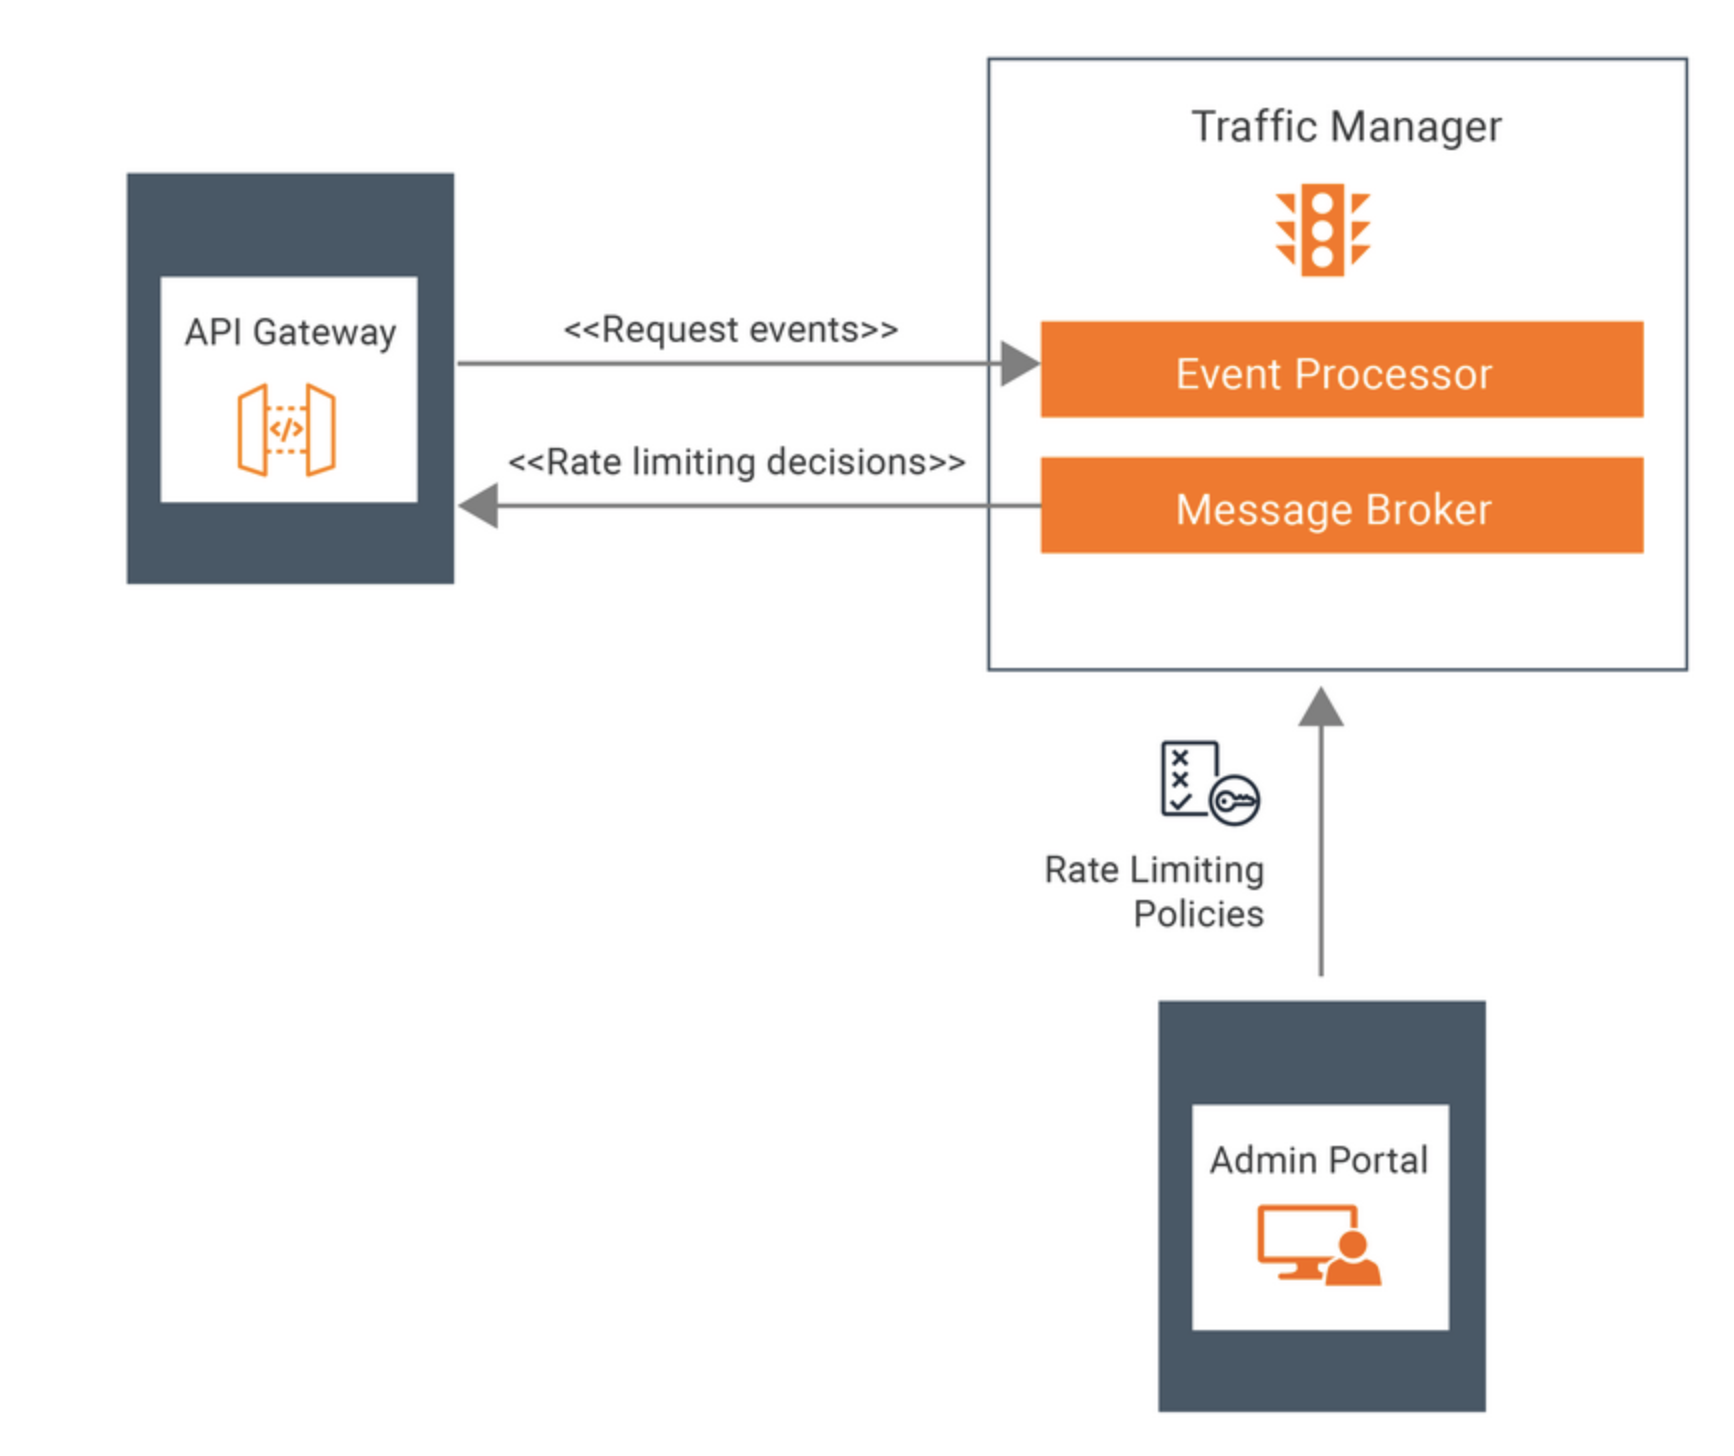 Traffic Manager
API Gateway
</>
<<Request events>>
Event Processor
<<Rate limiting decisions>>
Message Broker
Rate Limiting
Policies
Admin Portal